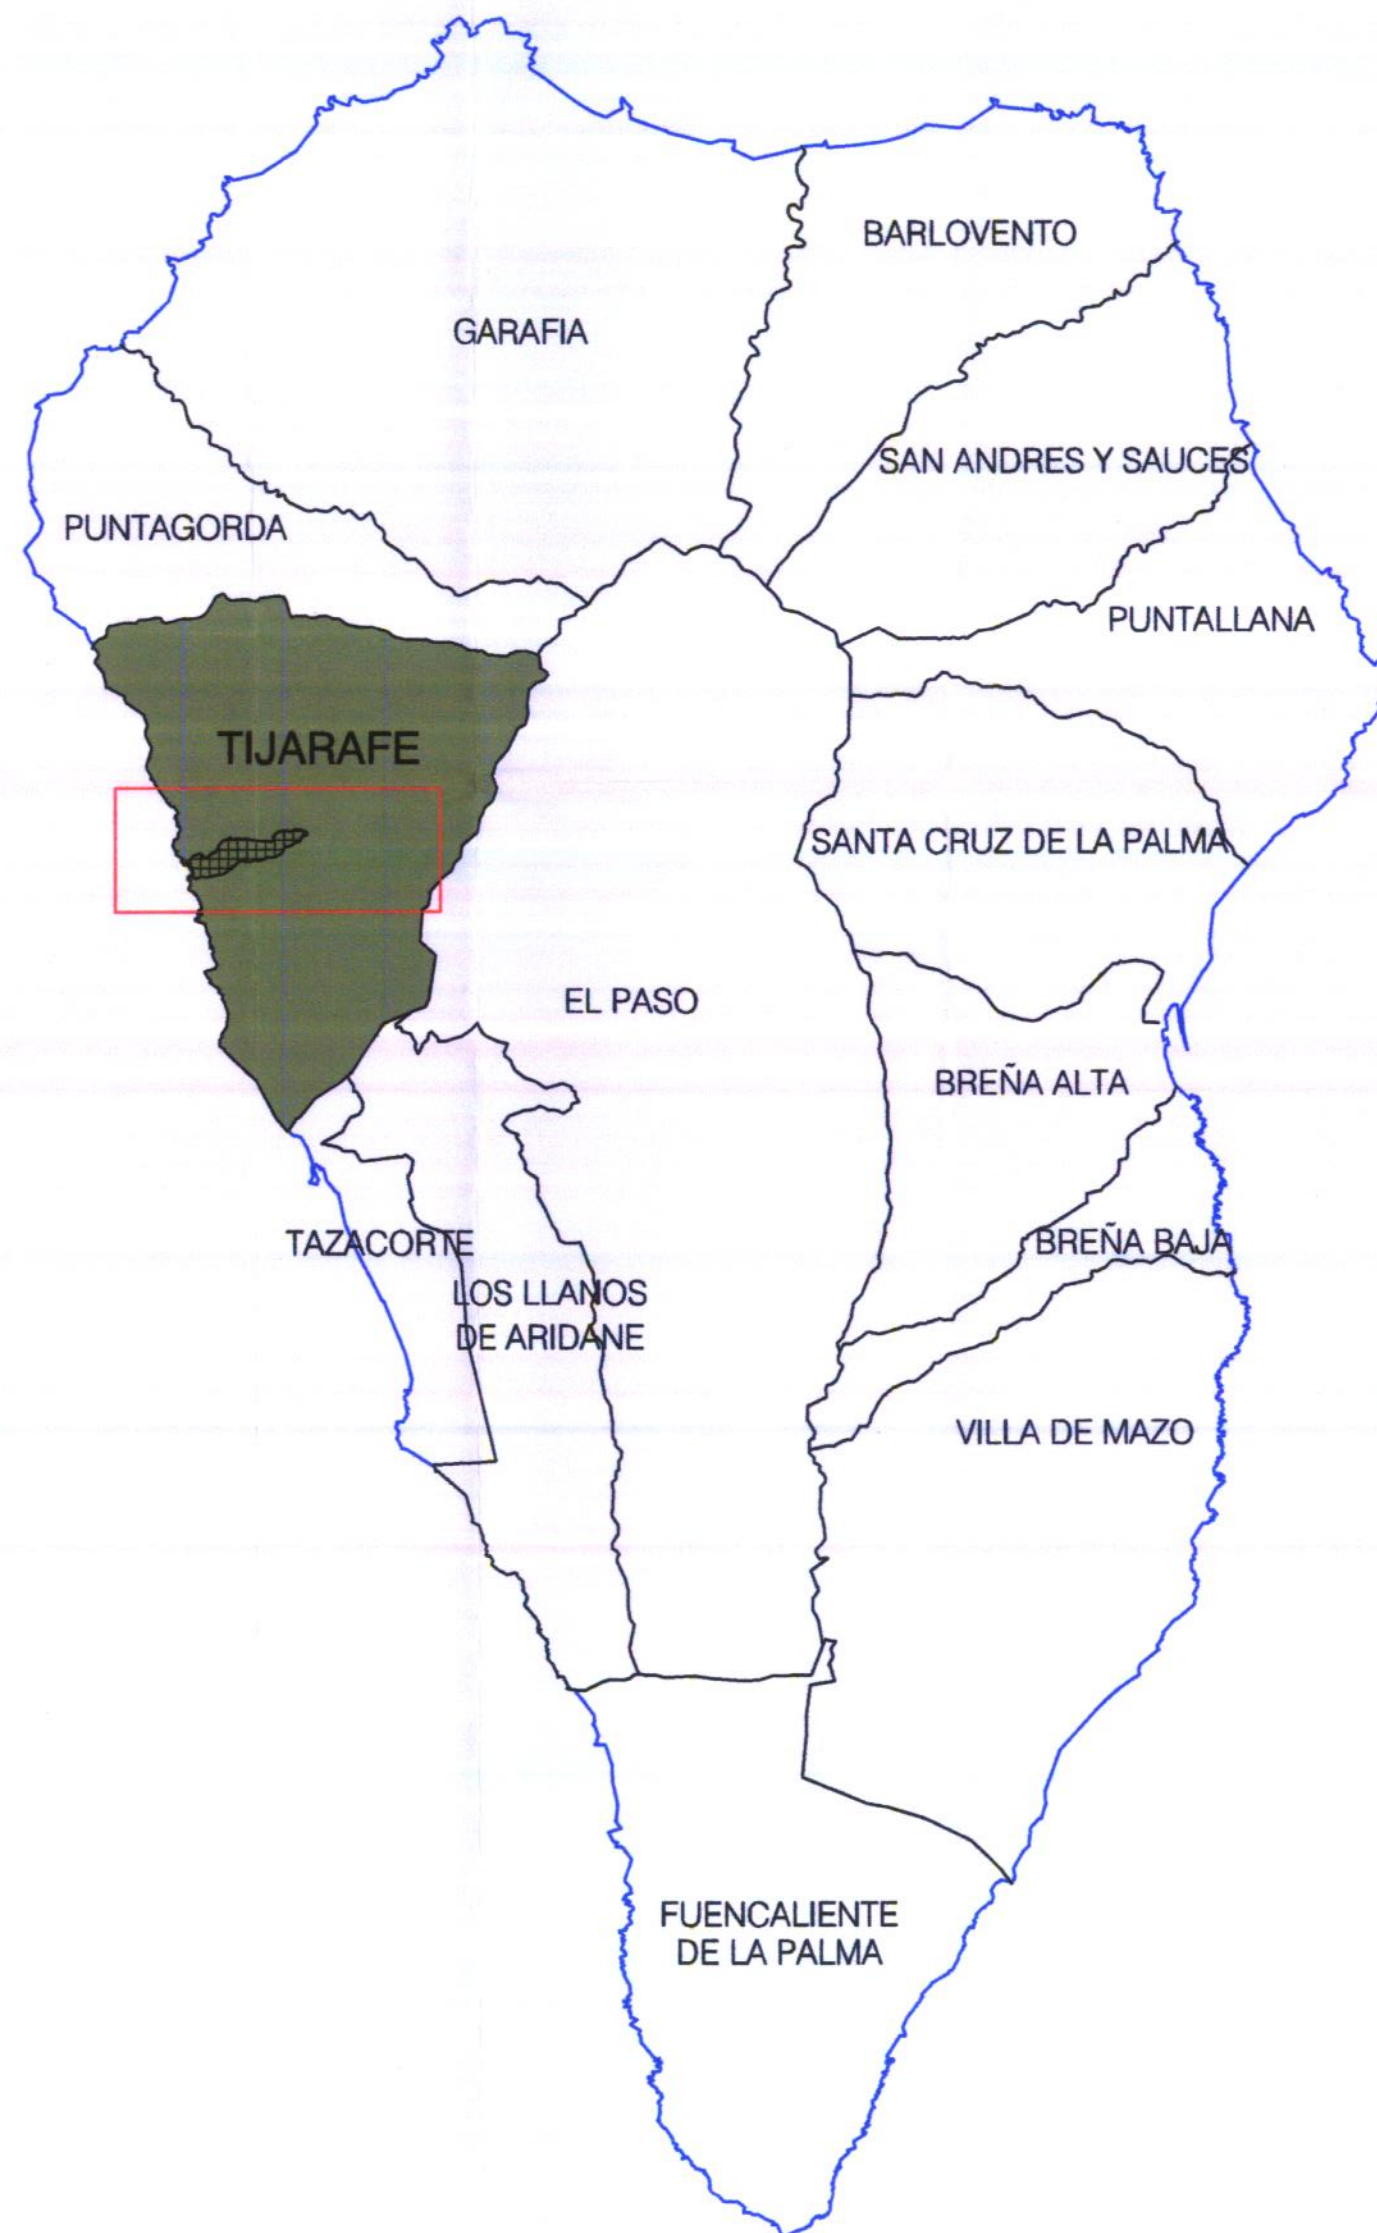 BARLOVENTO
GARAFIA
SAN ANDRES Y SAUCES
PUNTAGORDA
PUNTALLANA
TIJARAFE
SANTA CRUZ DE LA PALMA
EL PASO
BREÑA ALTA
TAZACORTE
BREÑA BAJA
LOS LLANOS
DE ARIDANE
VILLA DE MAZO
FUENCALIENTE
DE LA PALMA